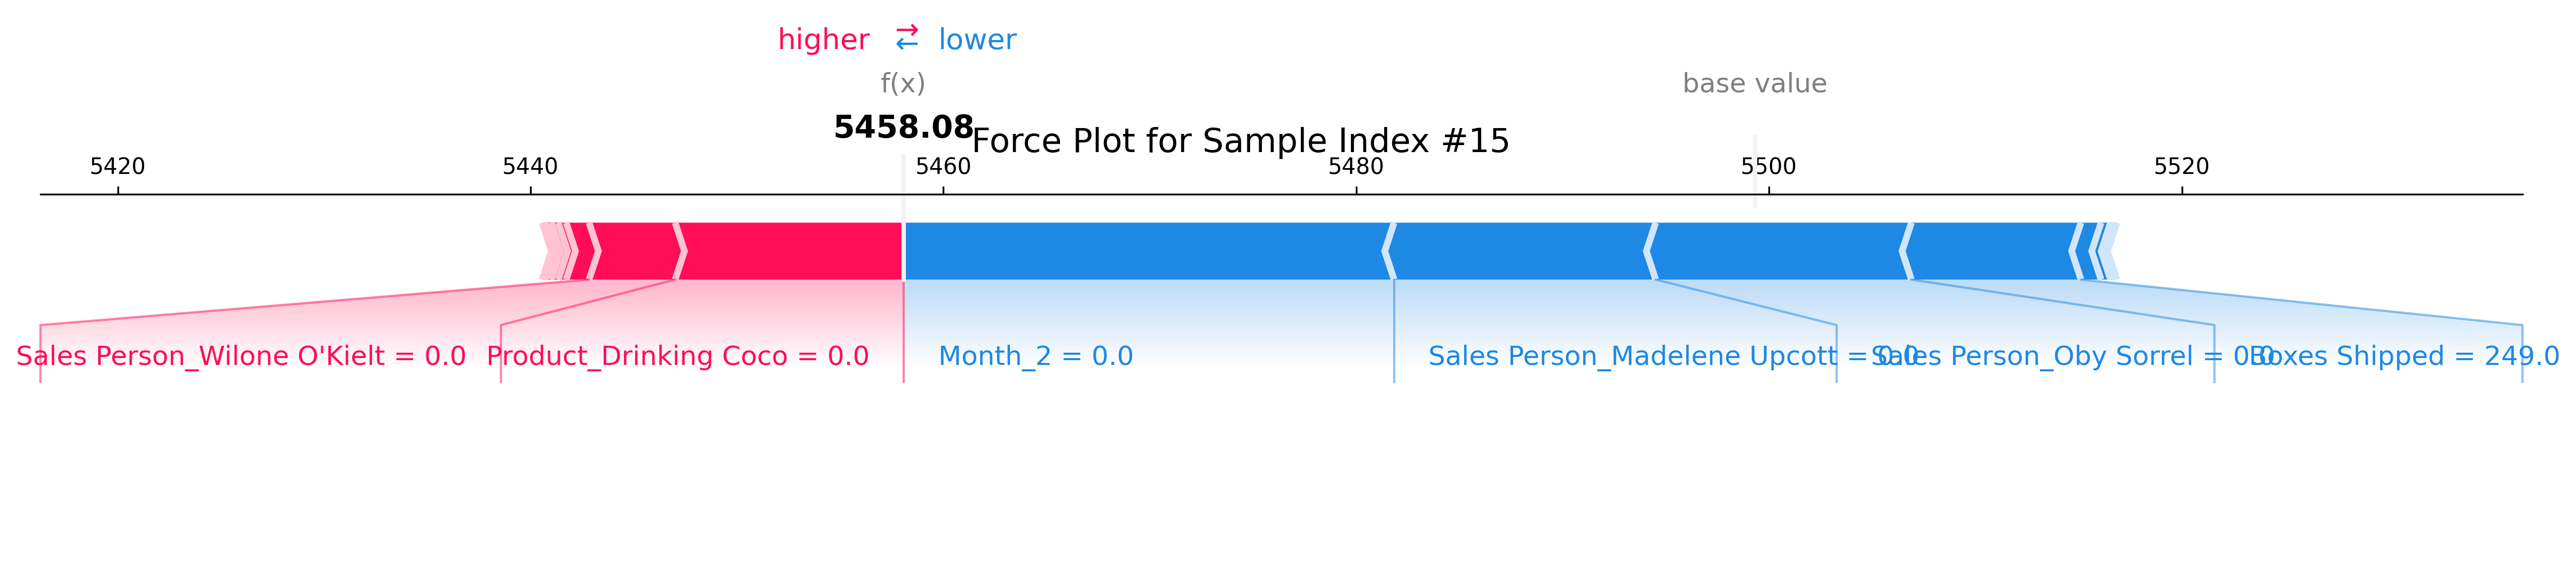 higher ⇄ lower
f(x)
base value
5458.08
Force Plot for Sample Index #15
5420
5440
5460
5480
5500
5520
Sales Person_Wilone O'Kielt = 0.0
Product_Drinking Coco = 0.0
Month_2 = 0.0
Sales Person_Madelene Upcott = 0.0
Sales Person_Oby Sorrel = 0.0
Boxes Shipped = 249.0